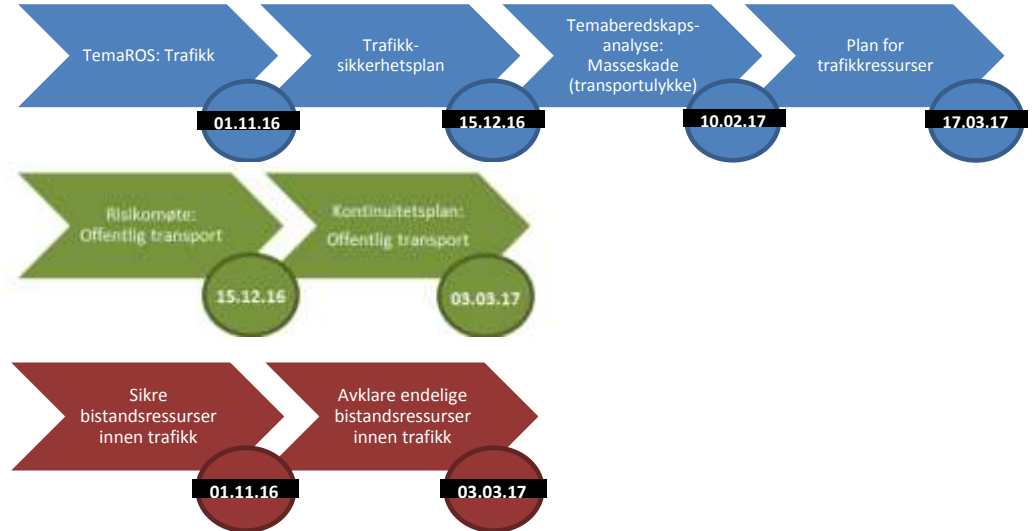 TemaROS: Trafikk
Trafikk-
sikkerhetsplan
Temaberedskaps-
analyse:
Masseskade
(transportulykke)
Plan for
trafikkressurser
01.11.16
15.12.16
10.02.17
17.03.17
Risikomøte:
Offentlig transport
Kontinuitetsplan:
Offentlig transport
15.12.16
03.03.17
Sikre
bistandsressurser
innen trafikk
Avklare endelige
bistandsressurser
innen trafikk
01.11.16
03.03.17